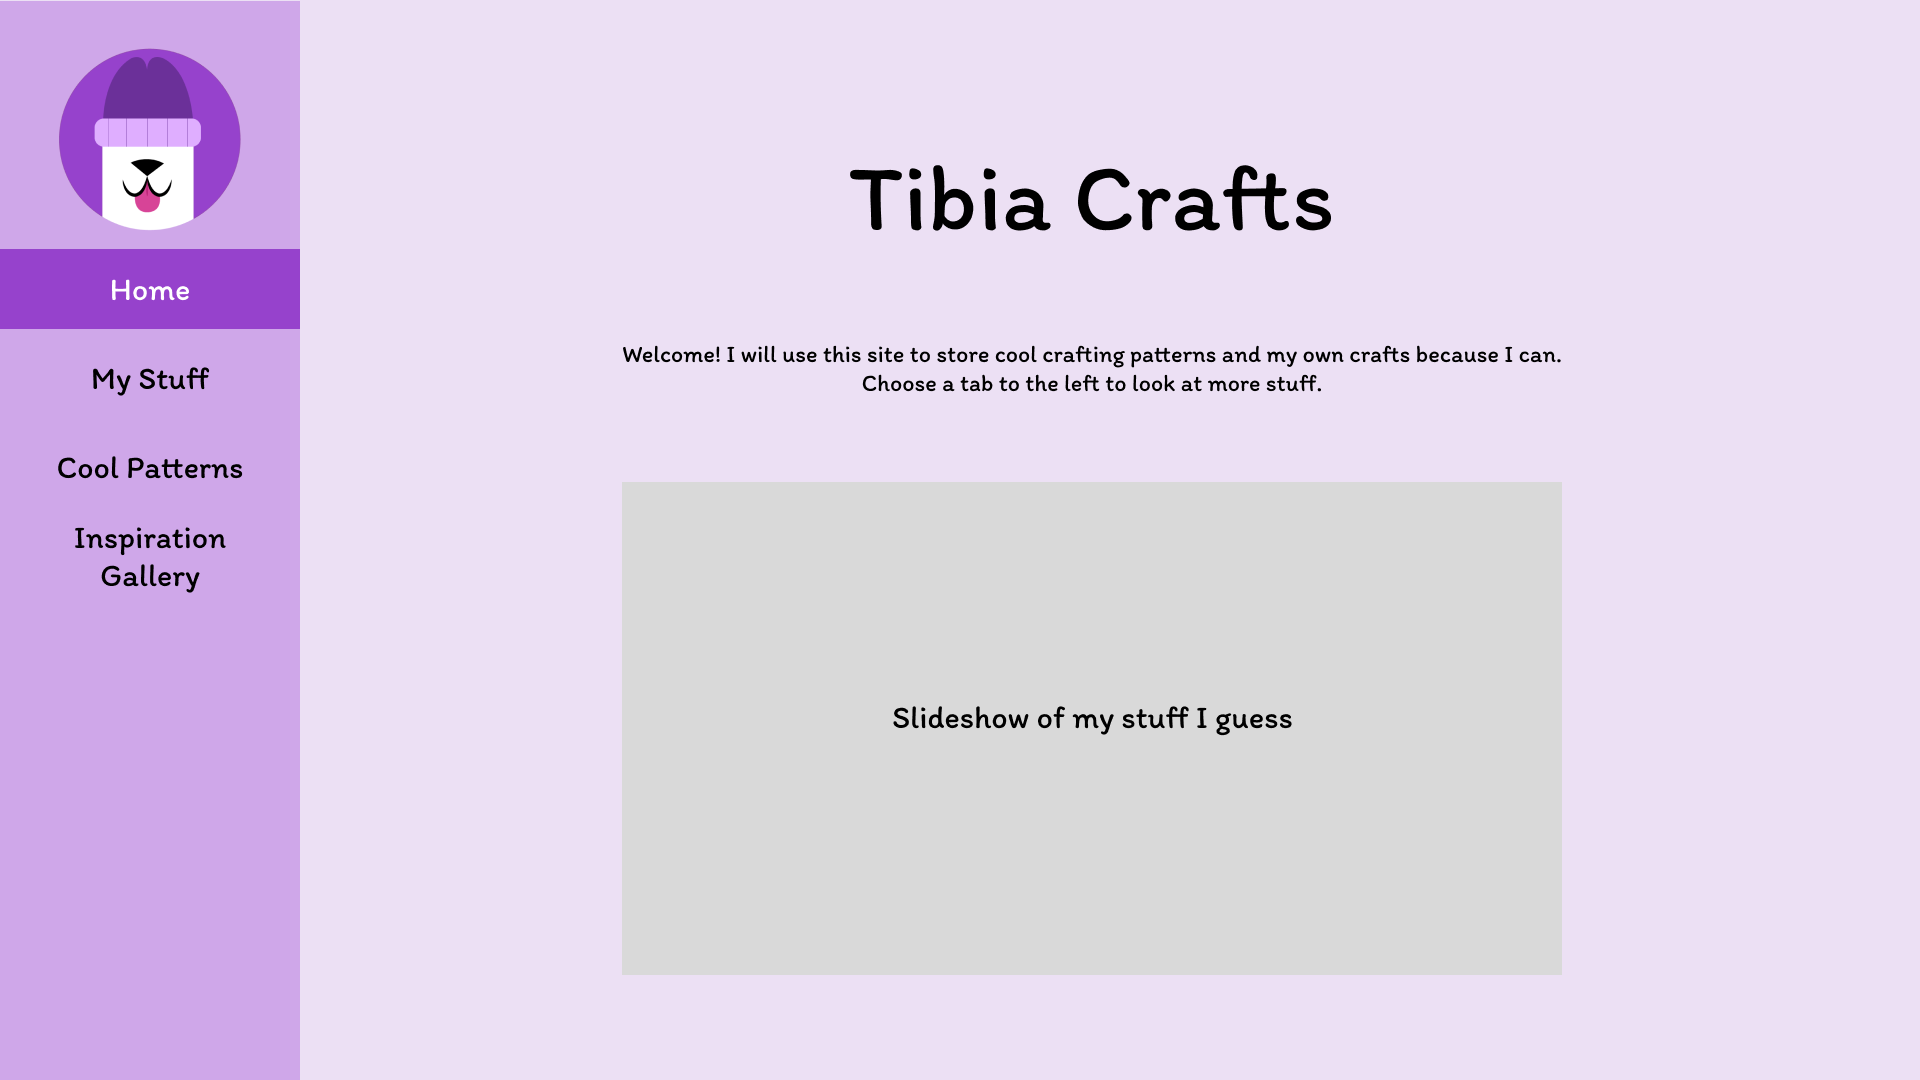 Home
My Stuff
Cool Patterns
Inspiration
Gallery
Tibia Crafts
Welcome! I will use this site to store cool crafting patterns and my own crafts because I can.
Choose a tab to the left to look at more stuff.
Slideshow of my stuff I guess